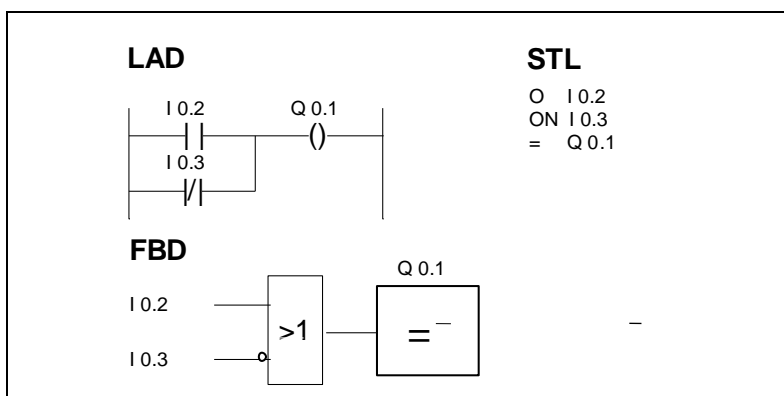 LAD
I 0.2
Q 0.1
( )
I 0.3
/
STL
O I 0.2
ON I 0.3
= Q 0.1
FBD
Q 0.1
I 0.2
>1
=
I 0.3